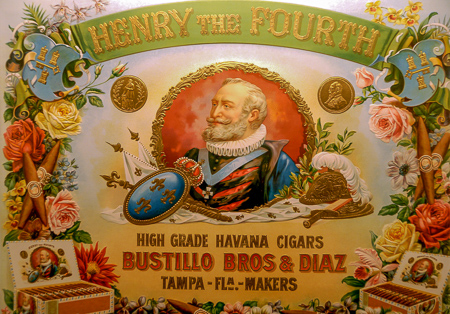 HENRY THE FOURTH
HIGH GRADE HAVANA CIGARS
BUSTILLO BROS & DIAZ
TAMPA - FLA. - MAKERS